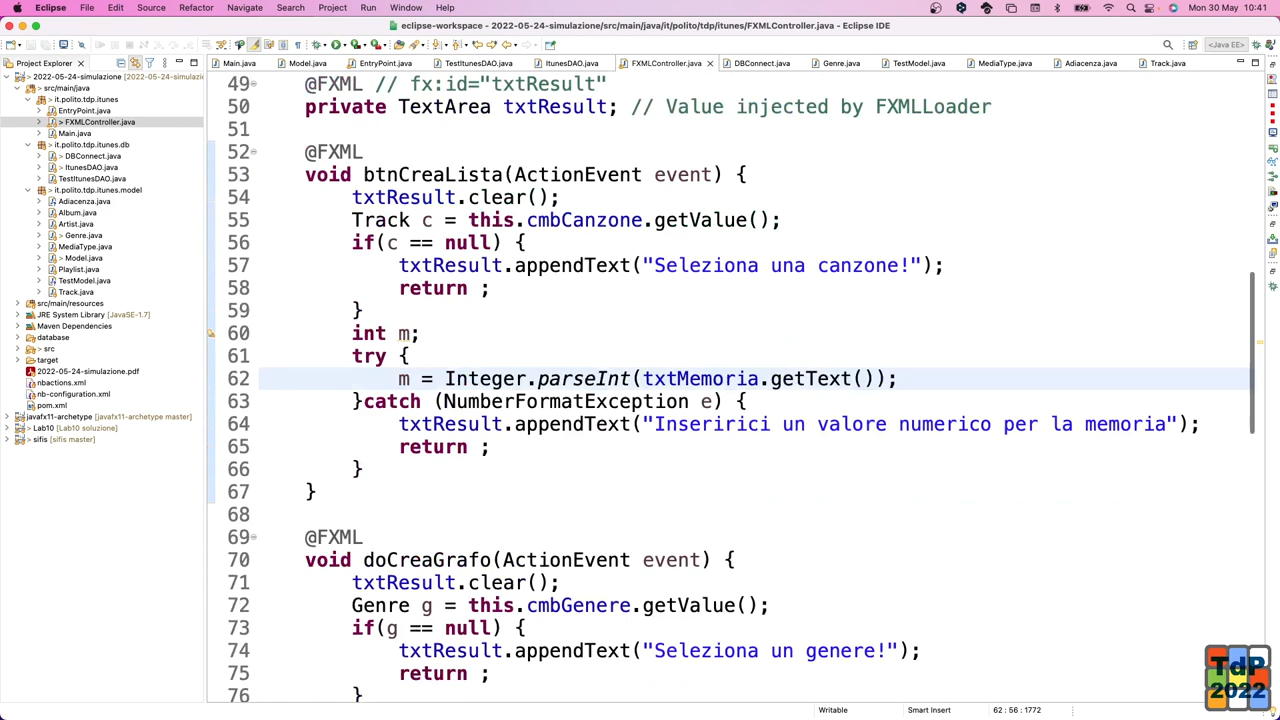 Eclipse File Edit Source Refactor Navigate Search Project Run Window Help Mon 30 May 10:41
eclipse-workspace - 2022-05-24-simulazione/src/main/java/it/polito/tdp/itunes/FXMLController.java - Eclipse IDE
<Java EE>
Project Explorer
Main.java Model.java EntryPoint.java TestItunesDAO.java ItunesDAO.java FXMLController.java DBConnect.java Genre.java TestModel.java MediaType.java Adiacenza.java Track.java
2022-05-24-simulazione [2022-05-24-simulazi
src/main/java
it.polito.tdp.itunes
EntryPoint.java
> FXMLController.java
Main.java
it.polito.tdp.itunes.db
DBConnect.java
> ItunesDAO.java
TestItunesDAO.java
> it.polito.tdp.itunes.model
Adiacenza.java
Album.java
Artist.java
> Genre.java
MediaType.java
> Model.java
Playlist.java
TestModel.java
Track.java
src/main/resources
JRE System Library [JavaSE-1.7]
Maven Dependencies
database
> src
target
2022-05-24-simulazione.pdf
nbactions.xml
nb-configuration.xml
pom.xml
javafx11-archetype [javafx11-archetype master]
> Lab10 [Lab10 soluzione]
> sifis [sifis master]
49 @FXML // fx:id="txtResult"
50 private TextArea txtResult; // Value injected by FXMLLoader
51
52 @FXML
53 void btnCreaLista(ActionEvent event) {
54 txtResult.clear();
55 Track c = this.cmbCanzone.getValue();
56 if(c == null) {
57 txtResult.appendText("Seleziona una canzone!");
58 return ;
59 }
60 int m;
61 try {
62 m = Integer.parseInt(txtMemoria.getText());
63 }catch (NumberFormatException e) {
64 txtResult.appendText("Inseririci un valore numerico per la memoria");
65 return ;
66 }
67 }
68
69 @FXML
70 void doCreaGrafo(ActionEvent event) {
71 txtResult.clear();
72 Genre g = this.cmbGenere.getValue();
73 if(g == null) {
74 txtResult.appendText("Seleziona un genere!");
75 return ;
76 }
Writable Smart Insert 62 : 56 : 1772
TdP
2022